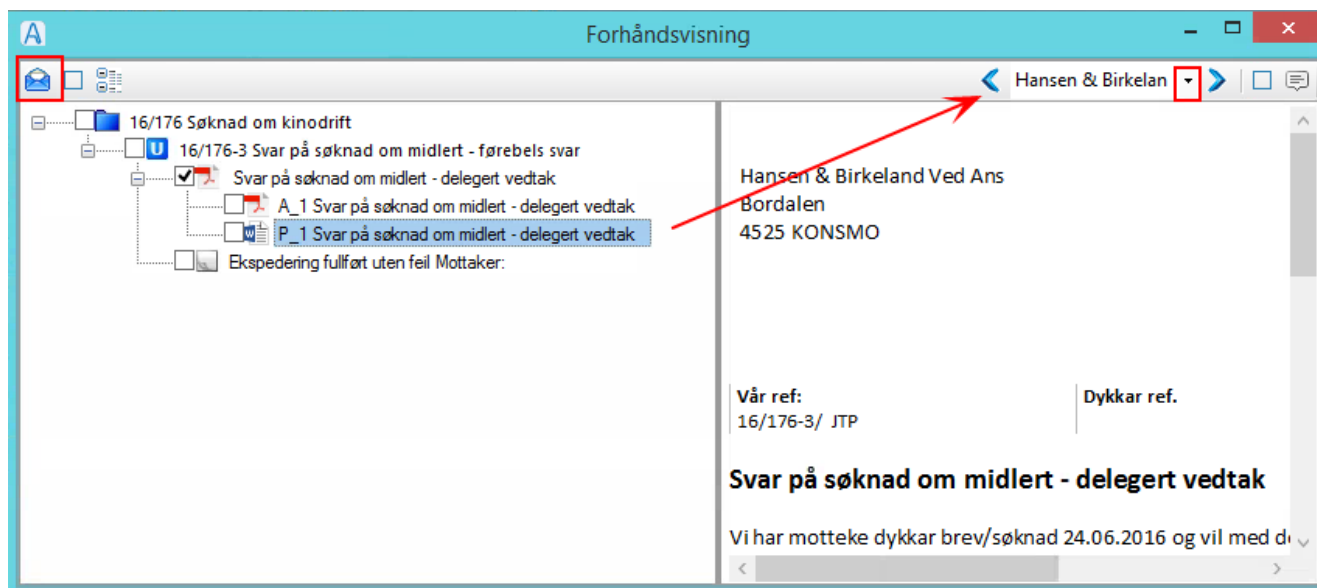 Forhåndsvisning
Hansen & Birkelan
16/176 Søknad om kinodrift
U 16/176-3 Svar på søknad om midlert - førebels svar
Svar på søknad om midlert - delegert vedtak
A_1 Svar på søknad om midlert - delegert vedtak
P_1 Svar på søknad om midlert - delegert vedtak
Ekspedering fullført uten feil Mottaker:
Hansen & Birkeland Ved Ans
Bordalen
4525 KONSMO
Vår ref: Dykkar ref.
16/176-3/ JTP
Svar på søknad om midlert - delegert vedtak
Vi har motteke dykkar brev/søknad 24.06.2016 og vil med